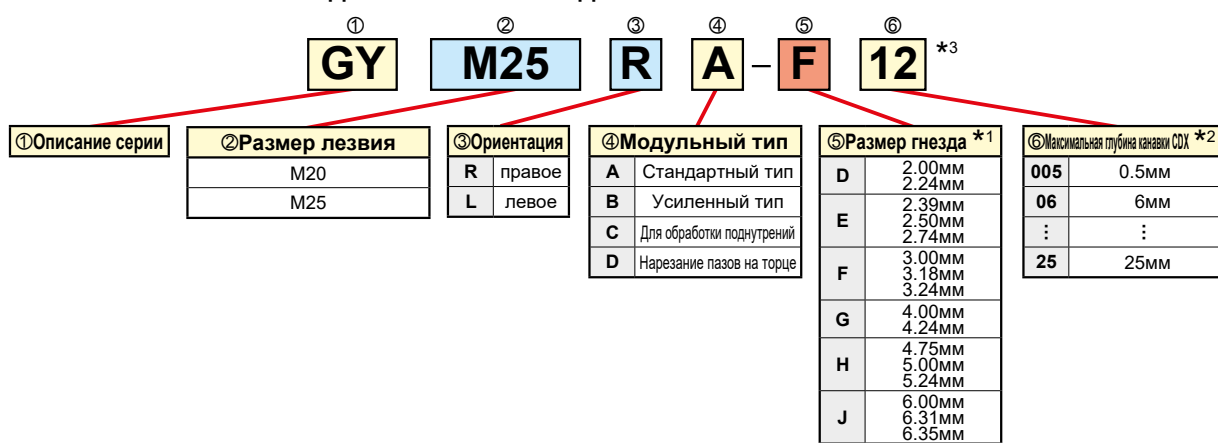 ① ② ③ ④ ⑤ ⑥
GY M25 R A – F 12 *3
①Описание серии
②Размер лезвия
M20
M25
③Ориентация
R правое
L левое
④Модульный тип
A Стандартный тип
B Усиленный тип
C Для обработки поднутрений
D Нарезание пазов на торце
⑤Размер гнезда *1
D 2.00мм
2.24мм
E 2.39мм
2.50мм
2.74мм
F 3.00мм
3.18мм
3.24мм
G 4.00мм
4.24мм
H 4.75мм
5.00мм
5.24мм
J 6.00мм
6.31мм
6.35мм
⑥Максимальная глубина канавки CDX *2
005 0.5мм
06 6мм
⋮ ⋮
25 25мм